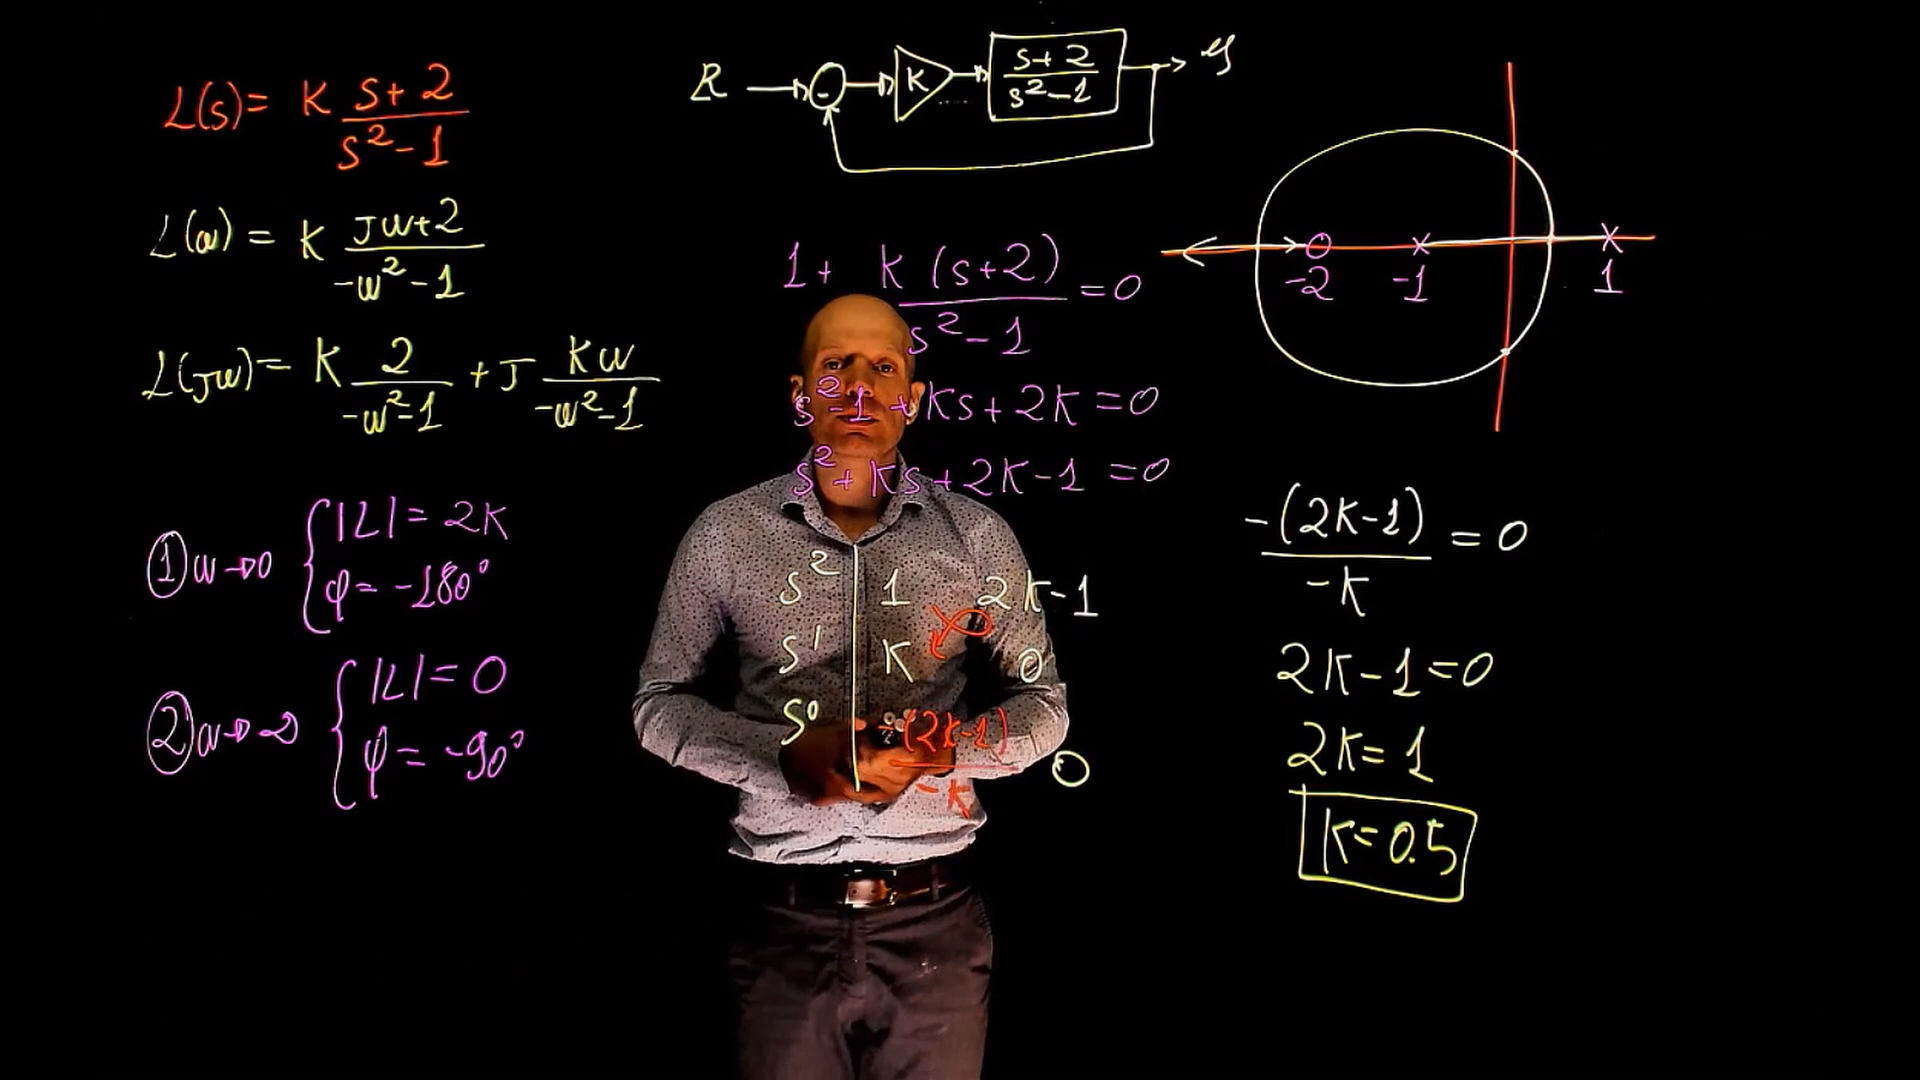 L(s) = K (s+2)/(s²-1)
L(ω) = K (Jω+2)/(-ω²-1)
L(Jω) = K 2/(-ω²-1) + J Kω/(-ω²-1)
① ω→0 { |L| = 2K
φ = -180°
② ω→∞ { |L| = 0
φ = -90°
R - K (s+2)/(s²-1) y
1 + K(s+2)/(s²-1) = 0
s²-1 + Ks + 2K = 0
s² + Ks + 2K-1 = 0
s² | 1 2K-1
s¹ | K 0
s⁰ | -(2K-1)/-K 0
-2 -1 1
-(2K-1)/-K = 0
2K-1 = 0
2K = 1
K = 0.5